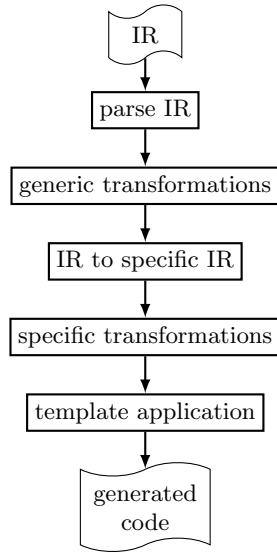 IR
parse IR
generic transformations
IR to specific IR
specific transformations
template application
generated
code